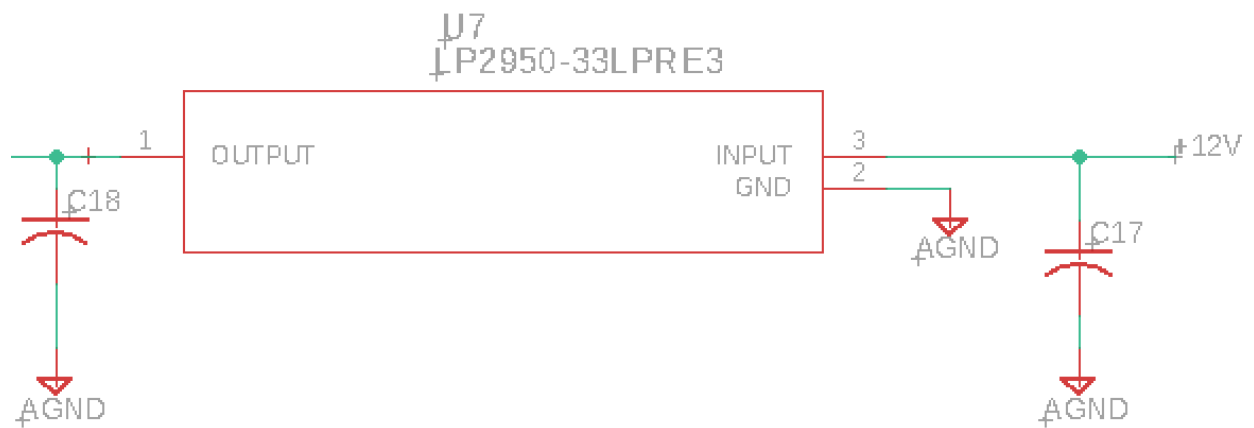 U7
LP2950-33LPRE3
1
OUTPUT
INPUT
3
+12V
GND
2
C18
C17
AGND
AGND
AGND